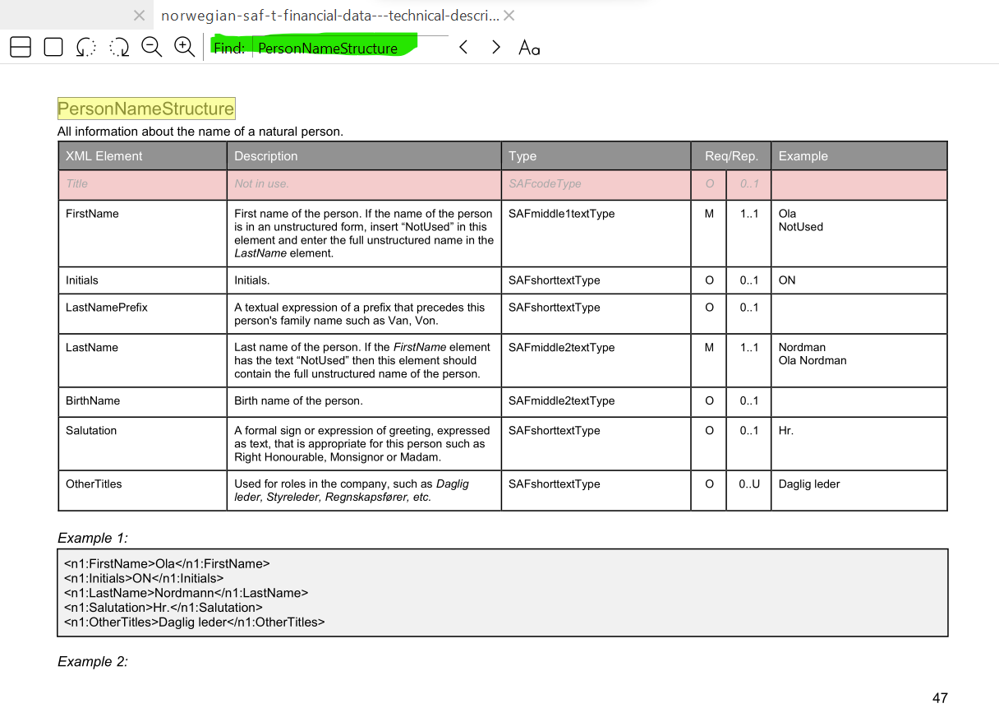 norwegian-saf-t-financial-data---technical-descri...
Find: PersonNameStructure
Aa
PersonNameStructure
All information about the name of a natural person.
XML Element Description Type Req/Rep. Example
Title Not in use. SAFcodeType O 0..1
FirstName First name of the person. If the name of the person SAFmiddle1textType M 1..1 Ola
is in an unstructured form, insert “NotUsed” in this NotUsed
element and enter the full unstructured name in the
LastName element.
Initials Initials. SAFshorttextType O 0..1 ON
LastNamePrefix A textual expression of a prefix that precedes this SAFshorttextType O 0..1
person's family name such as Van, Von.
LastName Last name of the person. If the FirstName element SAFmiddle2textType M 1..1 Nordman
has the text “NotUsed” then this element should Ola Nordman
contain the full unstructured name of the person.
BirthName Birth name of the person. SAFmiddle2textType O 0..1
Salutation A formal sign or expression of greeting, expressed SAFshorttextType O 0..1 Hr.
as text, that is appropriate for this person such as
Right Honourable, Monsignor or Madam.
OtherTitles Used for roles in the company, such as Daglig SAFshorttextType O 0..U Daglig leder
leder, Styreleder, Regnskapsfører, etc.
Example 1:
<n1:FirstName>Ola</n1:FirstName>
<n1:Initials>ON</n1:Initials>
<n1:LastName>Nordmann</n1:LastName>
<n1:Salutation>Hr.</n1:Salutation>
<n1:OtherTitles>Daglig leder</n1:OtherTitles>
Example 2:
47